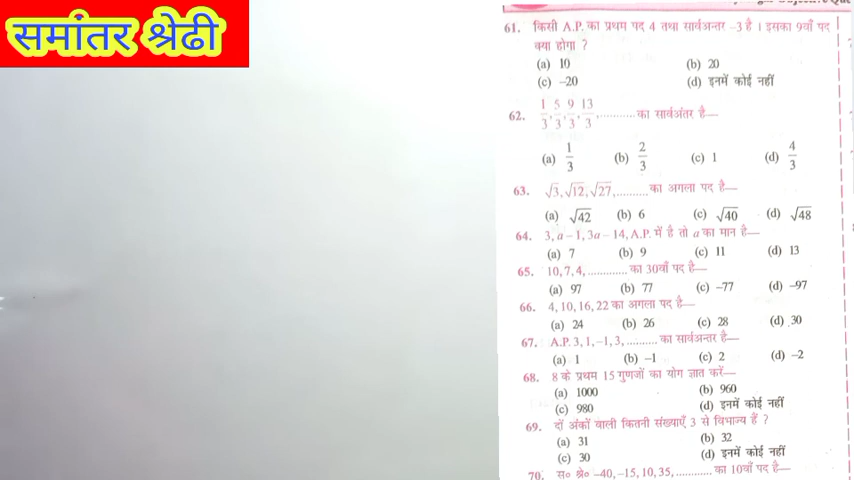 समांतर श्रेढी
61. किसी A.P. का प्रथम पद 4 तथा सार्वअन्तर –3 है । इसका 9वाँ पद
क्या होगा ?
(a) 10 (b) 20
(c) –20 (d) इनमें कोई नहीं
62. 1/3, 5/3, 9/3, 13/3, ........... का सार्वअंतर है—
(a) 1/3 (b) 2/3 (c) 1 (d) 4/3
63. √3, √12, √27, .......... का अगला पद है—
(a) √42 (b) 6 (c) √40 (d) √48
64. 3, a – 1, 3a – 14, A.P. में है तो a का मान है—
(a) 7 (b) 9 (c) 11 (d) 13
65. 10, 7, 4, ............. का 30वाँ पद है—
(a) 97 (b) 77 (c) –77 (d) –97
66. 4, 10, 16, 22 का अगला पद है—
(a) 24 (b) 26 (c) 28 (d) 30
67. A.P. 3, 1, –1, 3, .......... का सार्वअन्तर है—
(a) 1 (b) –1 (c) 2 (d) –2
68. 8 के प्रथम 15 गुणजों का योग ज्ञात करें—
(a) 1000 (b) 960
(c) 980 (d) इनमें कोई नहीं
69. दों अंकों वाली कितनी संख्याएँ 3 से विभाज्य हैं ?
(a) 31 (b) 32
(c) 30 (d) इनमें कोई नहीं
70. स० श्रे० –40, –15, 10, 35, ............ का 10वाँ पद है—